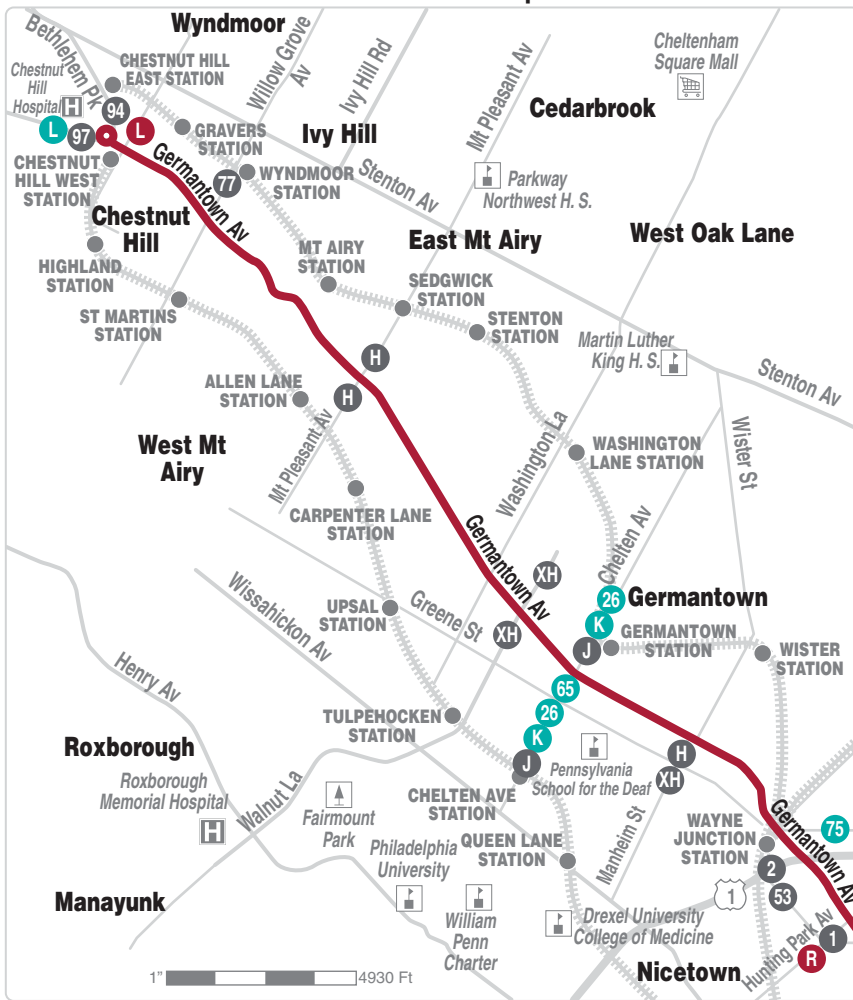 Wyndmoor
Bethlehem Pk
CHESTNUT HILL
EAST STATION
Willow Grove
Av
Ivy Hill Rd
Mt Pleasant Av
Cheltenham
Square Mall
Chestnut
Hill
Hospital
H
94
L
97
L
GRAVERS
STATION
Ivy Hill
Cedarbrook
CHESTNUT
HILL WEST
STATION
Germantown Av
77
WYNDMOOR
STATION
Stenton Av
Parkway
Northwest H. S.
Chestnut
Hill
MT AIRY
STATION
East Mt Airy
West Oak Lane
HIGHLAND
STATION
SEDGWICK
STATION
ST MARTINS
STATION
STENTON
STATION
Martin Luther
King H. S.
H
Stenton Av
ALLEN LANE
STATION
H
West Mt
Airy
Mt Pleasant Av
Washington La
WASHINGTON
LANE STATION
Wister St
CARPENTER LANE
STATION
Germantown Av
Chelten Av
Wissahickon Av
XH
UPSAL
STATION
Greene St
26
Germantown
K
XH
J
GERMANTOWN
STATION
WISTER
STATION
Henry Av
65
26
TULPEHOCKEN
STATION
K
H
Roxborough
J
Pennsylvania
School for the Deaf
XH
Roxborough
Memorial Hospital
H
Walnut La
Fairmount
Park
CHELTEN AVE
STATION
Manheim St
WAYNE
JUNCTION
STATION
Germantown Av
75
Philadelphia
University
QUEEN LANE
STATION
2
1
53
Manayunk
William
Penn
Charter
Drexel University
College of Medicine
Hunting Park Av
1
R
Nicetown
1"
4930 Ft